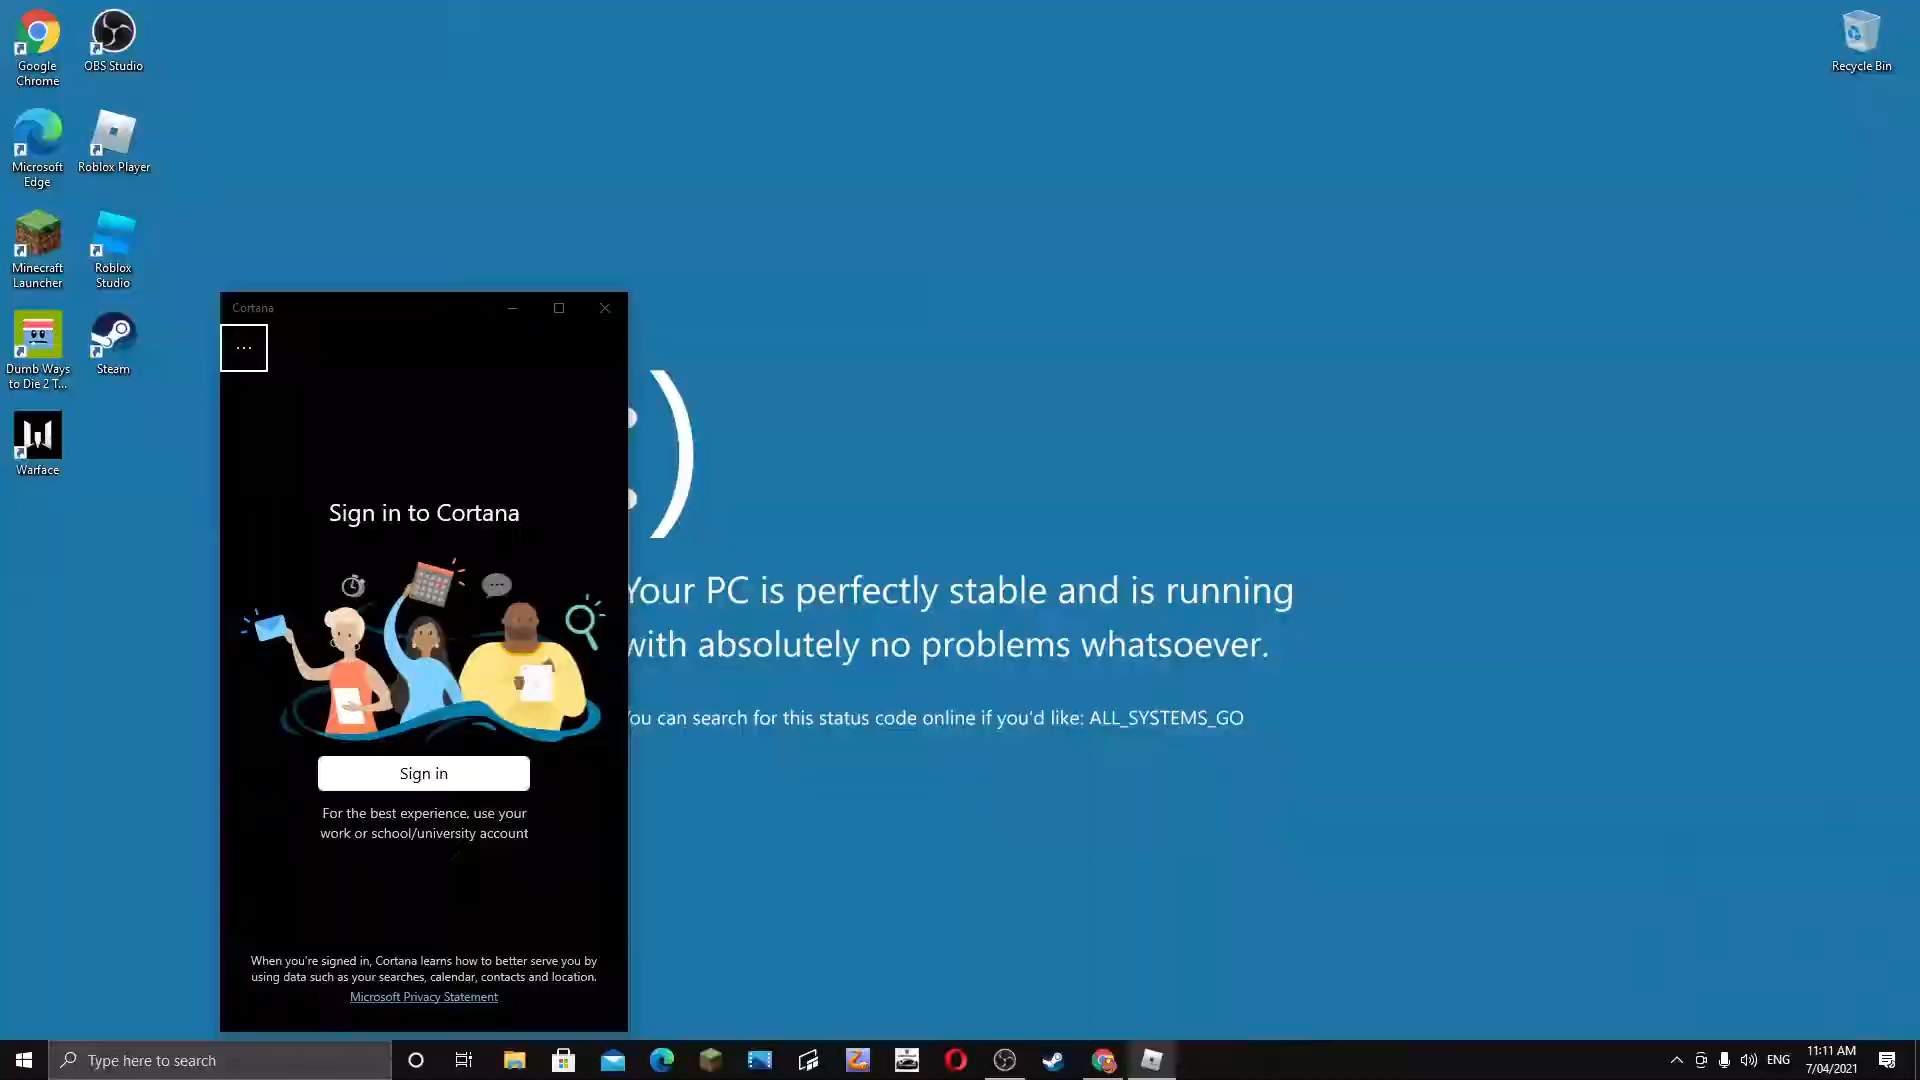 Google
Chrome
OBS Studio
Recycle Bin
Microsoft
Edge
Roblox Player
Minecraft
Launcher
Roblox
Studio
Dumb Ways
to Die 2 T...
Steam
Warface
Cortana
...
Sign in to Cortana
Sign in
For the best experience, use your
work or school/university account
When you're signed in, Cortana learns how to better serve you by
using data such as your searches, calendar, contacts and location.
Microsoft Privacy Statement
:)
Your PC is perfectly stable and is running
with absolutely no problems whatsoever.
You can search for this status code online if you'd like: ALL_SYSTEMS_GO
Type here to search
ENG
11:11 AM
7/04/2021